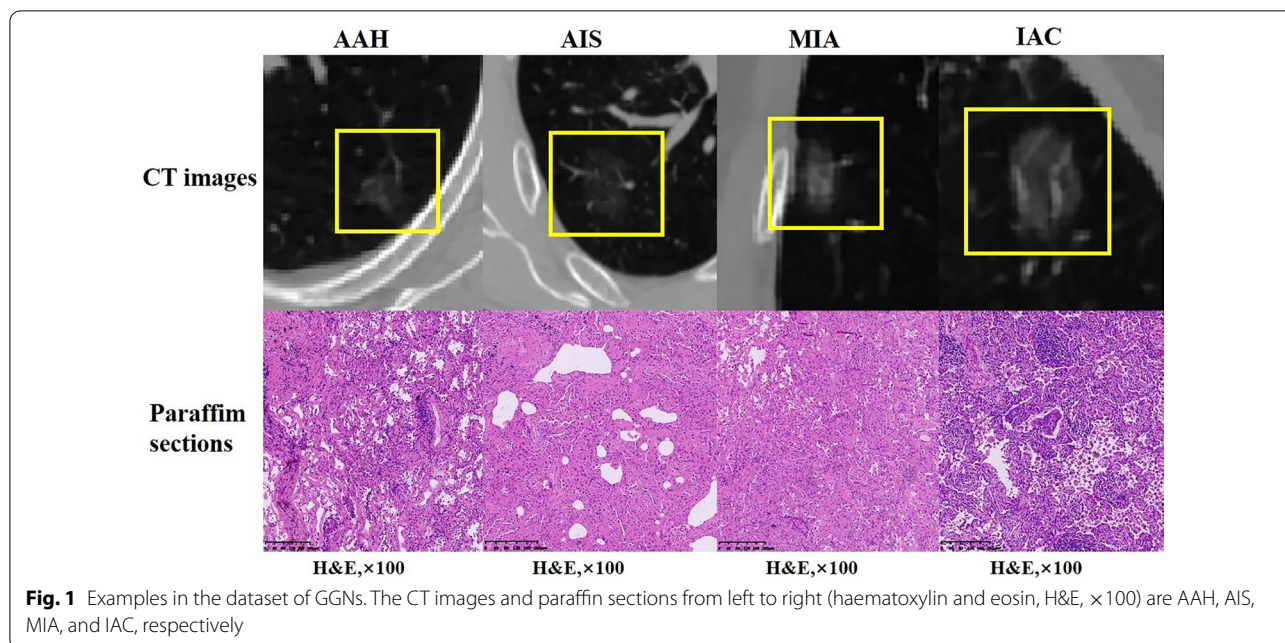 AAH AIS MIA IAC
CT images
Paraffim
sections
H&E,×100 H&E,×100 H&E,×100 H&E,×100
Fig. 1 Examples in the dataset of GGNs. The CT images and paraffin sections from left to right (haematoxylin and eosin, H&E, ×100) are AAH, AIS,
MIA, and IAC, respectively